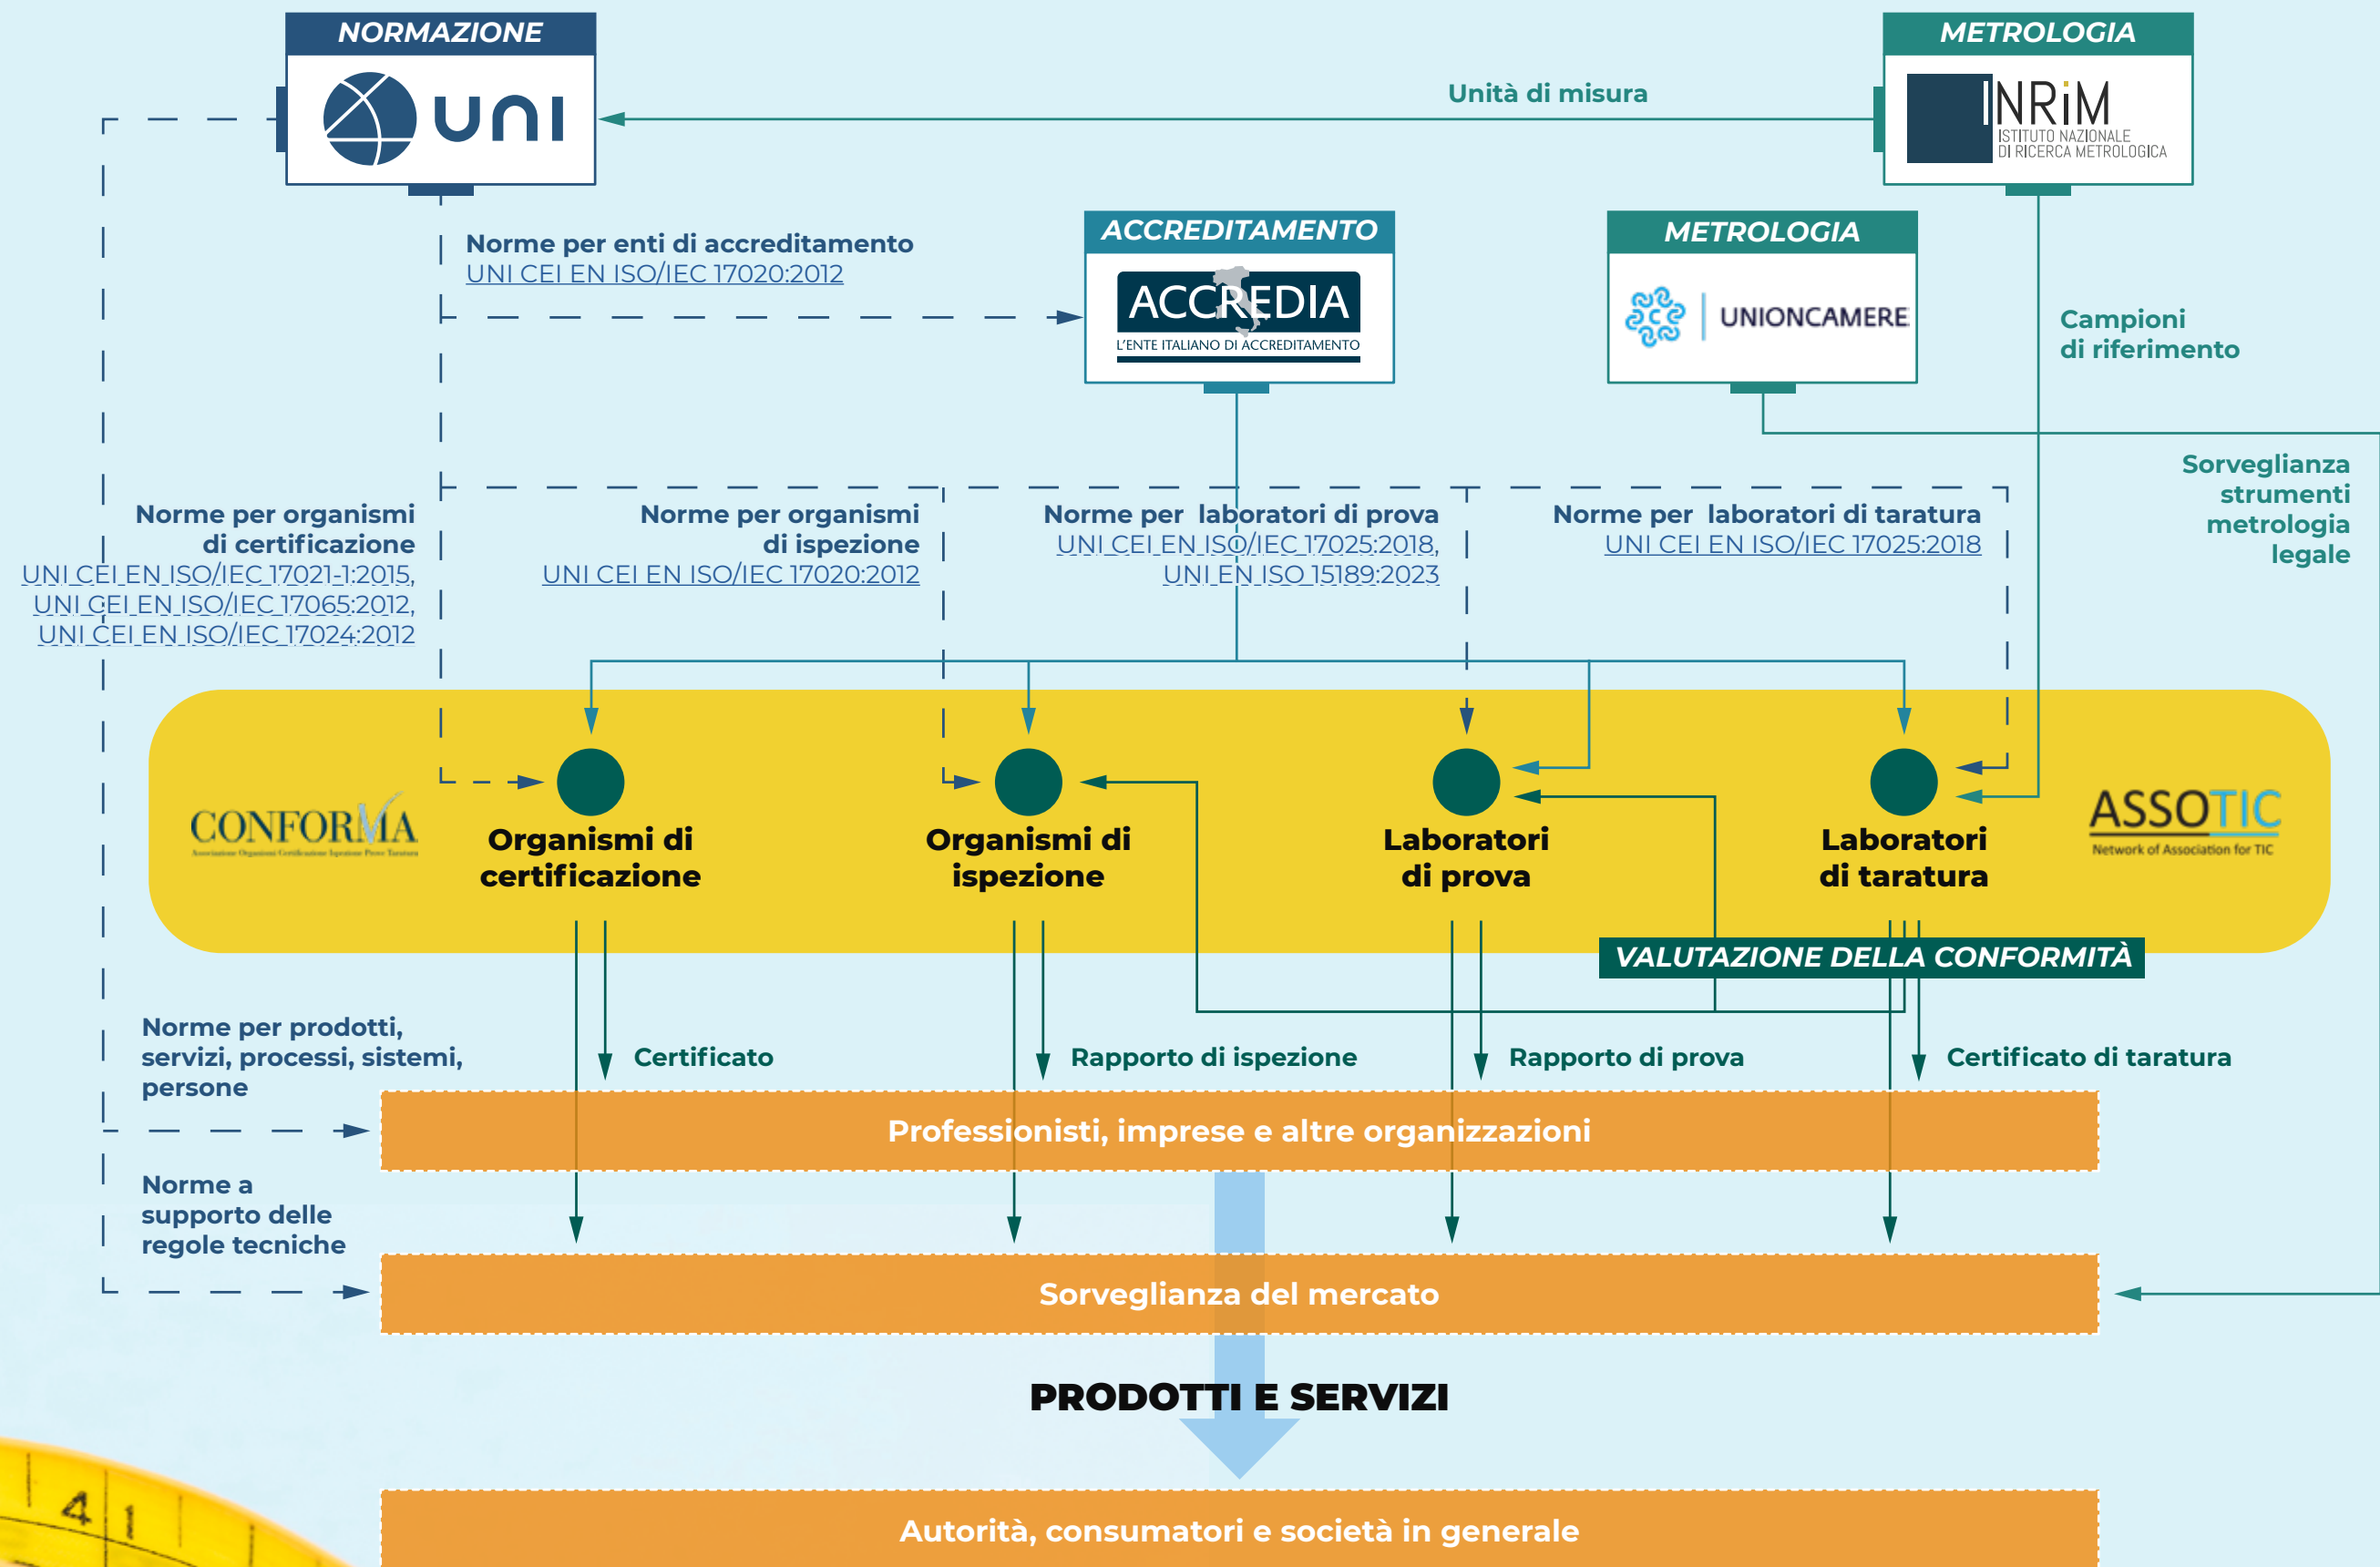 NORMAZIONE
UNI
METROLOGIA
INRiM
ISTITUTO NAZIONALE
DI RICERCA METROLOGICA
Unità di misura
Norme per enti di accreditamento
UNI CEI EN ISO/IEC 17020:2012
ACCREDITAMENTO
ACCREDIA
L'ENTE ITALIANO DI ACCREDITAMENTO
METROLOGIA
UNIONCAMERE
Campioni
di riferimento
Sorveglianza
strumenti
metrologia
legale
Norme per organismi
di certificazione
UNI CEI EN ISO/IEC 17021-1:2015,
UNI CEI EN ISO/IEC 17065:2012,
UNI CEI EN ISO/IEC 17024:2012
Norme per organismi
di ispezione
UNI CEI EN ISO/IEC 17020:2012
Norme per laboratori di prova
UNI CEI EN ISO/IEC 17025:2018,
UNI EN ISO 15189:2023
Norme per laboratori di taratura
UNI CEI EN ISO/IEC 17025:2018
CONFORMA
Associazione Organismi Certificazione Ispezione Prove Taratura
Organismi di
certificazione
Organismi di
ispezione
Laboratori
di prova
Laboratori
di taratura
ASSOTIC
Network of Association for TIC
VALUTAZIONE DELLA CONFORMITÀ
Norme per prodotti,
servizi, processi, sistemi,
persone
Certificato
Rapporto di ispezione
Rapporto di prova
Certificato di taratura
Professionisti, imprese e altre organizzazioni
Norme a
supporto delle
regole tecniche
Sorveglianza del mercato
PRODOTTI E SERVIZI
Autorità, consumatori e società in generale
41